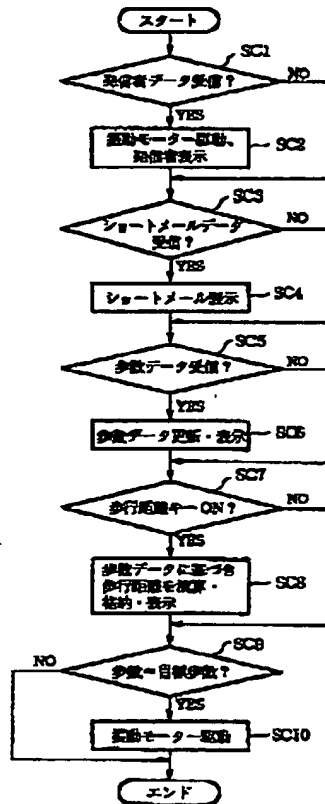 スタート
SC1
発信者データ受信？
NO
YES
振動モーター駆動、
発信者表示
SC2
SC3
ショートメールデータ
受信？
NO
YES
ショートメール表示
SC4
SC5
歩数データ受信？
NO
YES
歩数データ更新・表示
SC6
SC7
歩行距離キーON？
NO
YES
歩数データに基づき
歩行距離を演算・
格納・表示
SC8
SC9
NO
歩数＝目標歩数？
YES
振動モーター駆動
SC10
エンド